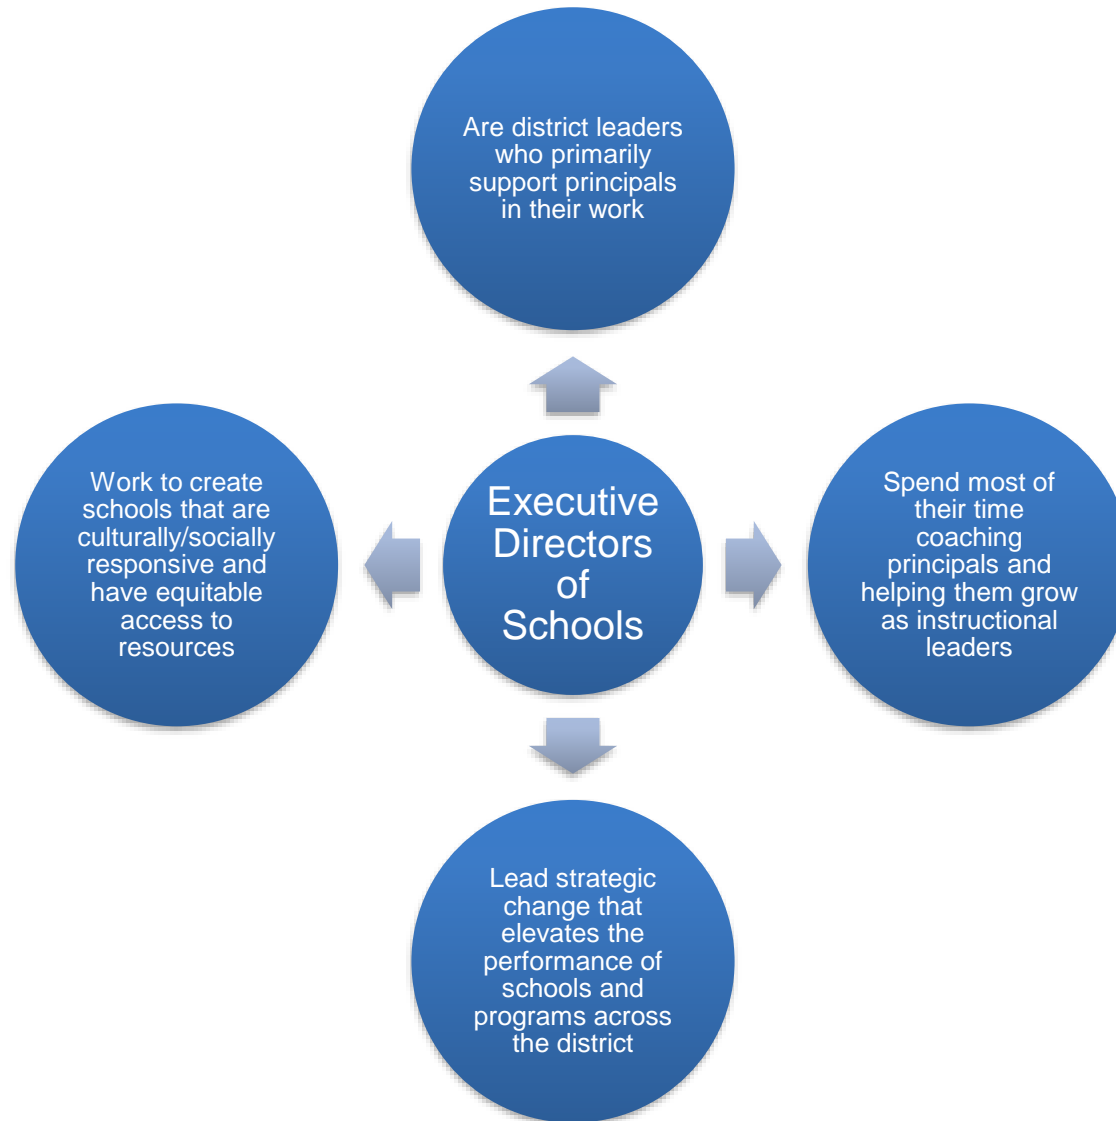 Are district leaders
who primarily
support principals
in their work
Work to create
schools that are
culturally/socially
responsive and
have equitable
access to
resources
Executive
Directors
of
Schools
Spend most of
their time
coaching
principals and
helping them grow
as instructional
leaders
Lead strategic
change that
elevates the
performance of
schools and
programs across
the district